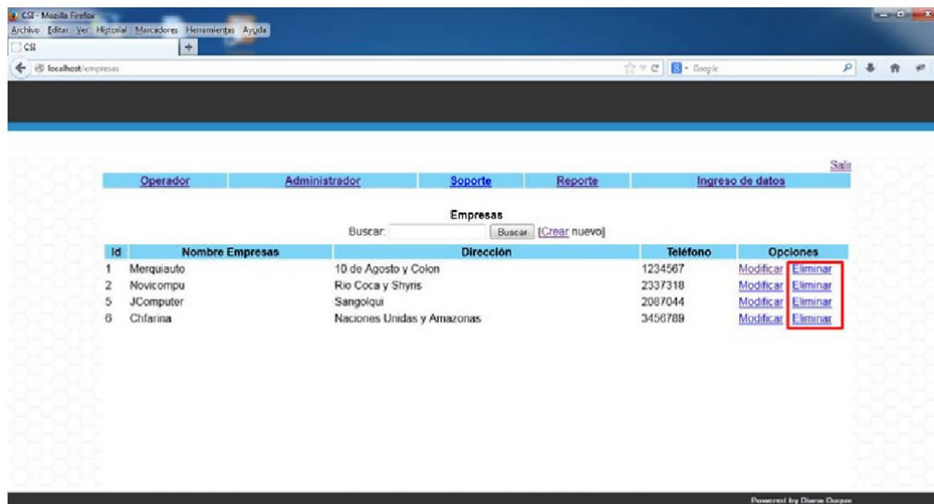 CSI - Mozilla Firefox
Archivo Editar Ver Historial Marcadores Herramientas Ayuda
CSI
localhost/empresas
Google
Salir
Operador Administrador Soporte Reporte Ingreso de datos
Empresas
Buscar: Buscar [Crear nuevo]
Id Nombre Empresas Dirección Teléfono Opciones
1 Merquiauto 10 de Agosto y Colon 1234567 Modificar Eliminar
2 Novicompu Rio Coca y Shyris 2337318 Modificar Eliminar
5 JComputer Sangolqui 2087044 Modificar Eliminar
6 Chfarina Naciones Unidas y Amazonas 3456789 Modificar Eliminar
Powered by Diana Duque